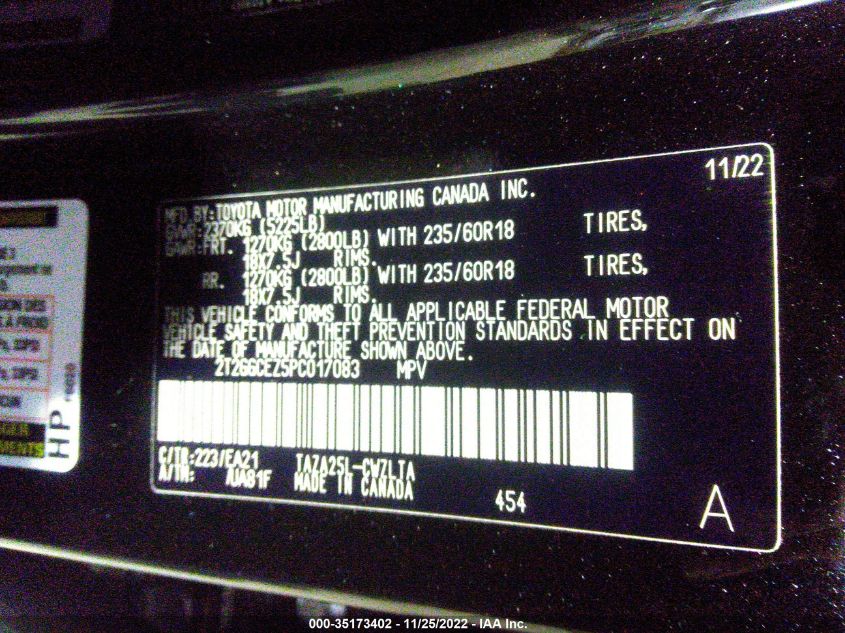 11/22
MFD.BY:TOYOTA MOTOR MANUFACTURING CANADA INC.
GVWR:2370KG (5225LB)
GAWR:FRT. 1270KG (2800LB) WITH 235/60R18 TIRES,
18X7.5J RIMS.
RR. 1270KG (2800LB) WITH 235/60R18 TIRES,
18X7.5J RIMS.
THIS VEHICLE CONFORMS TO ALL APPLICABLE FEDERAL MOTOR
VEHICLE SAFETY AND THEFT PREVENTION STANDARDS IN EFFECT ON
THE DATE OF MANUFACTURE SHOWN ABOVE.
2T2GGCEZ5PC017083 MPV
C/TR:223/EA21 TAZA25L-CWZLTA
A/TM: /UA81F MADE IN CANADA
454
A
HP
000-35173402 - 11/25/2022 - IAA Inc.